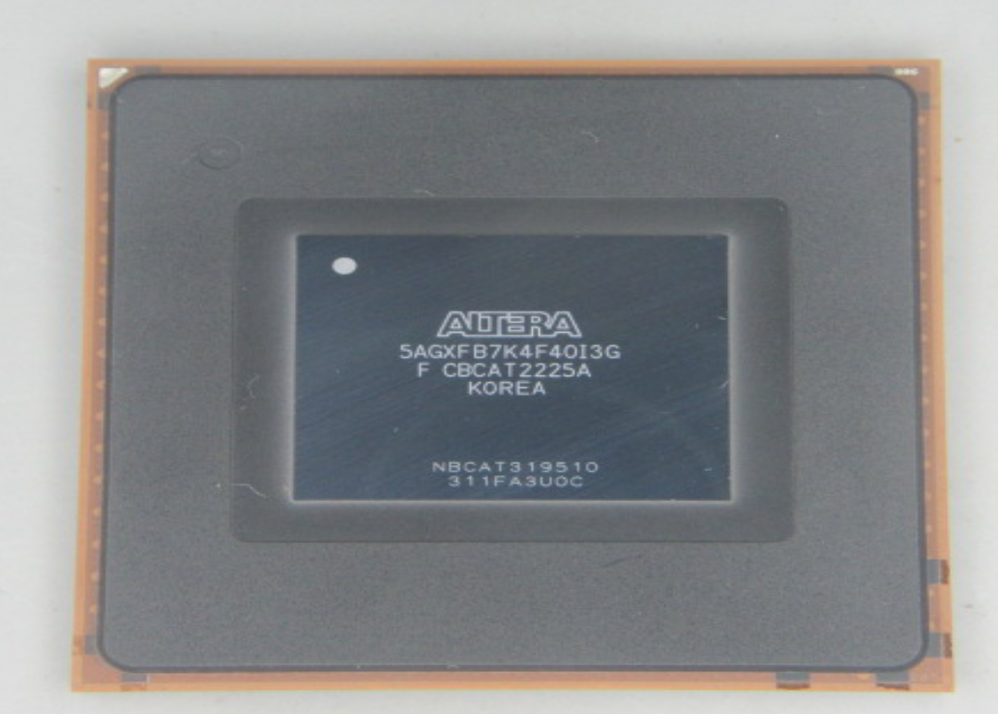 ALTERA
5AGXFB7K4F40I3G
F CBCAT2225A
KOREA
NBCAT319510
311FA3U0C